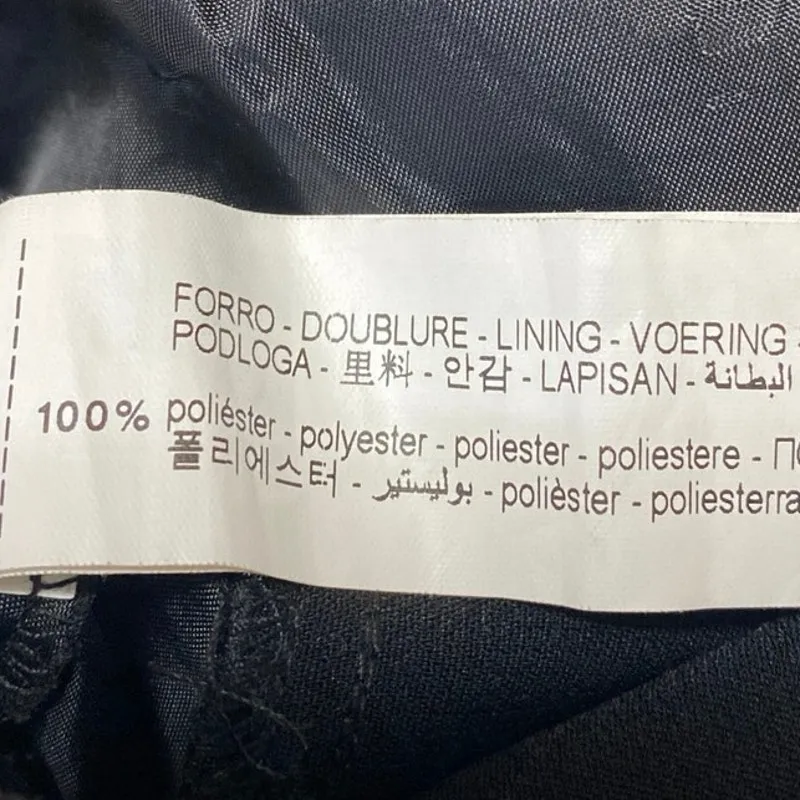 FORRO - DOUBLURE - LINING - VOERING -
PODLOGA - 里料 - 안감 - LAPISAN - البطانة
100% poliéster - polyester - poliester - poliestere -
폴리에스터 - بوليستير - polièster - poliesterra